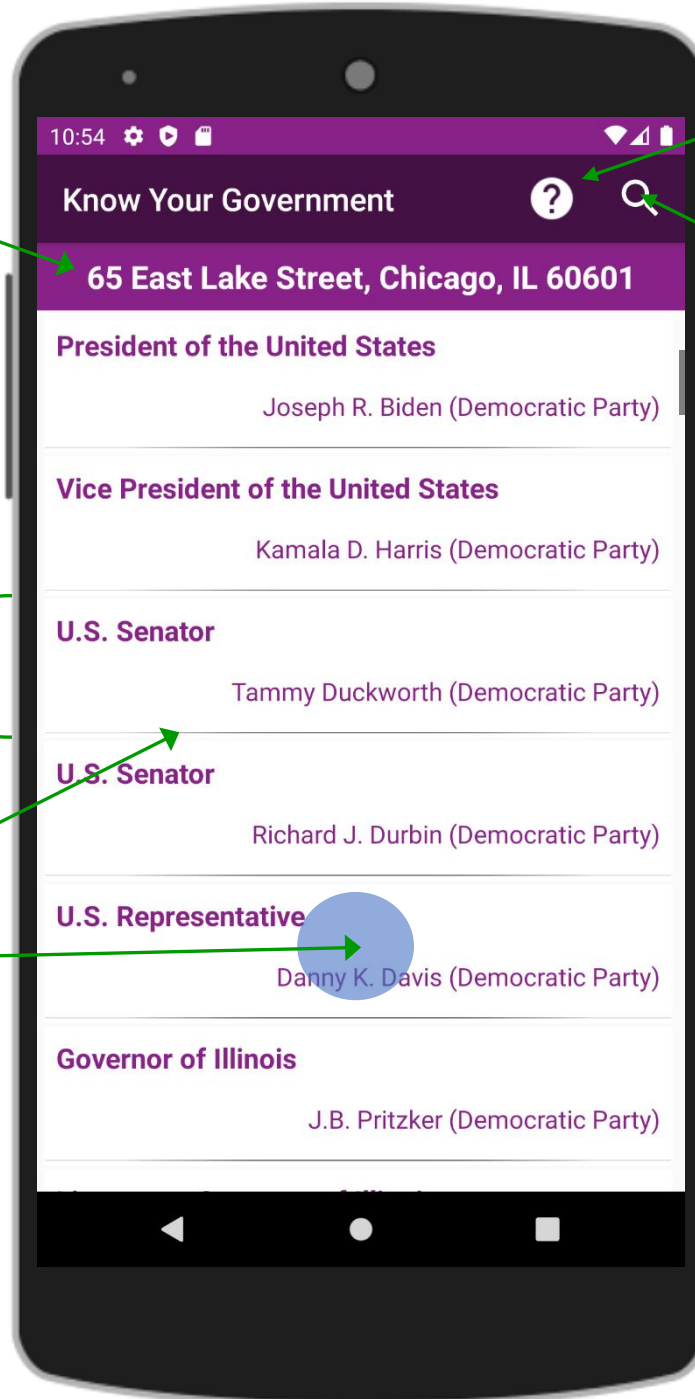 10:54
Know Your Government
?
65 East Lake Street, Chicago, IL 60601
President of the United States
Joseph R. Biden (Democratic Party)
Vice President of the United States
Kamala D. Harris (Democratic Party)
U.S. Senator
Tammy Duckworth (Democratic Party)
U.S. Senator
Richard J. Durbin (Democratic Party)
U.S. Representative
Danny K. Davis (Democratic Party)
Governor of Illinois
J.B. Pritzker (Democratic Party)